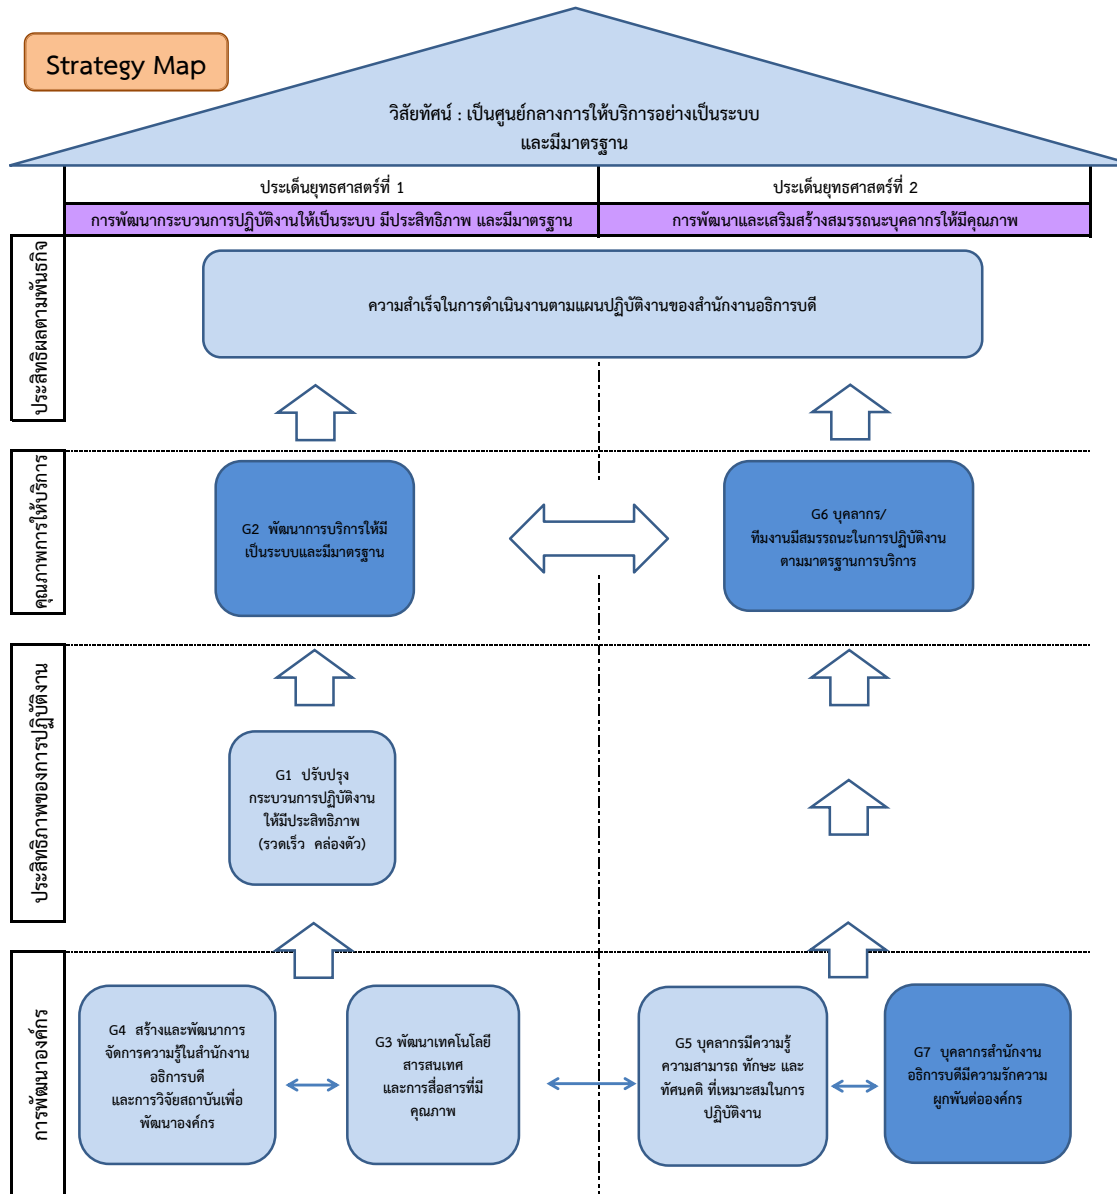 Strategy Map
วิสัยทัศน์ : เป็นศูนย์กลางการให้บริการอย่างเป็นระบบ
และมีมาตรฐาน
ประเด็นยุทธศาสตร์ที่ 1
ประเด็นยุทธศาสตร์ที่ 2
การพัฒนากระบวนการปฏิบัติงานให้เป็นระบบ มีประสิทธิภาพ และมีมาตรฐาน
การพัฒนาและเสริมสร้างสมรรถนะบุคลากรให้มีคุณภาพ
ประสิทธิผลตามพันธกิจ
ความสำเร็จในการดำเนินงานตามแผนปฏิบัติงานของสำนักงานอธิการบดี
คุณภาพการให้บริการ
G2 พัฒนาการบริการให้มี
เป็นระบบและมีมาตรฐาน
G6 บุคลากร/
ทีมงานมีสมรรถนะในการปฏิบัติงาน
ตามมาตรฐานการบริการ
ประสิทธิภาพของการปฏิบัติงาน
G1 ปรับปรุง
กระบวนการปฏิบัติงาน
ให้มีประสิทธิภาพ
(รวดเร็ว คล่องตัว)
การพัฒนาองค์กร
G4 สร้างและพัฒนาการ
จัดการความรู้ในสำนักงาน
อธิการบดี
และการวิจัยสถาบันเพื่อ
พัฒนาองค์กร
G3 พัฒนาเทคโนโลยี
สารสนเทศ
และการสื่อสารที่มี
คุณภาพ
G5 บุคลากรมีความรู้
ความสามารถ ทักษะ และ
ทัศนคติ ที่เหมาะสมในการ
ปฏิบัติงาน
G7 บุคลากรสำนักงาน
อธิการบดีมีความรักความ
ผูกพันต่อองค์กร